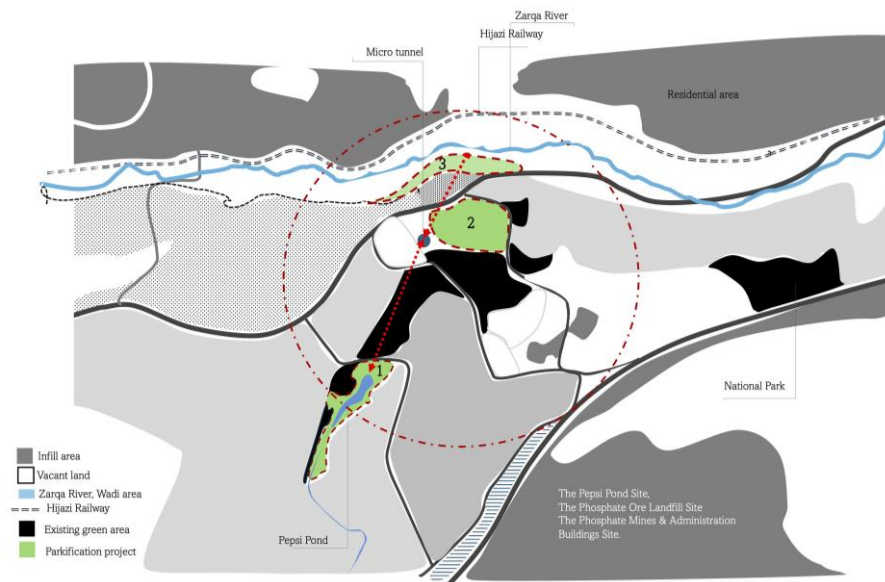 Zarqa River
Hijazi Railway
Micro tunnel
Residential area
3
2
1
National Park
Infill area
Vacant land
Zarqa River, Wadi area
Hijazi Railway
Existing green area
Parkification project
Pepsi Pond
The Pepsi Pond Site,
The Phosphate Ore Landfill Site
The Phosphate Mines & Administration
Buildings Site.